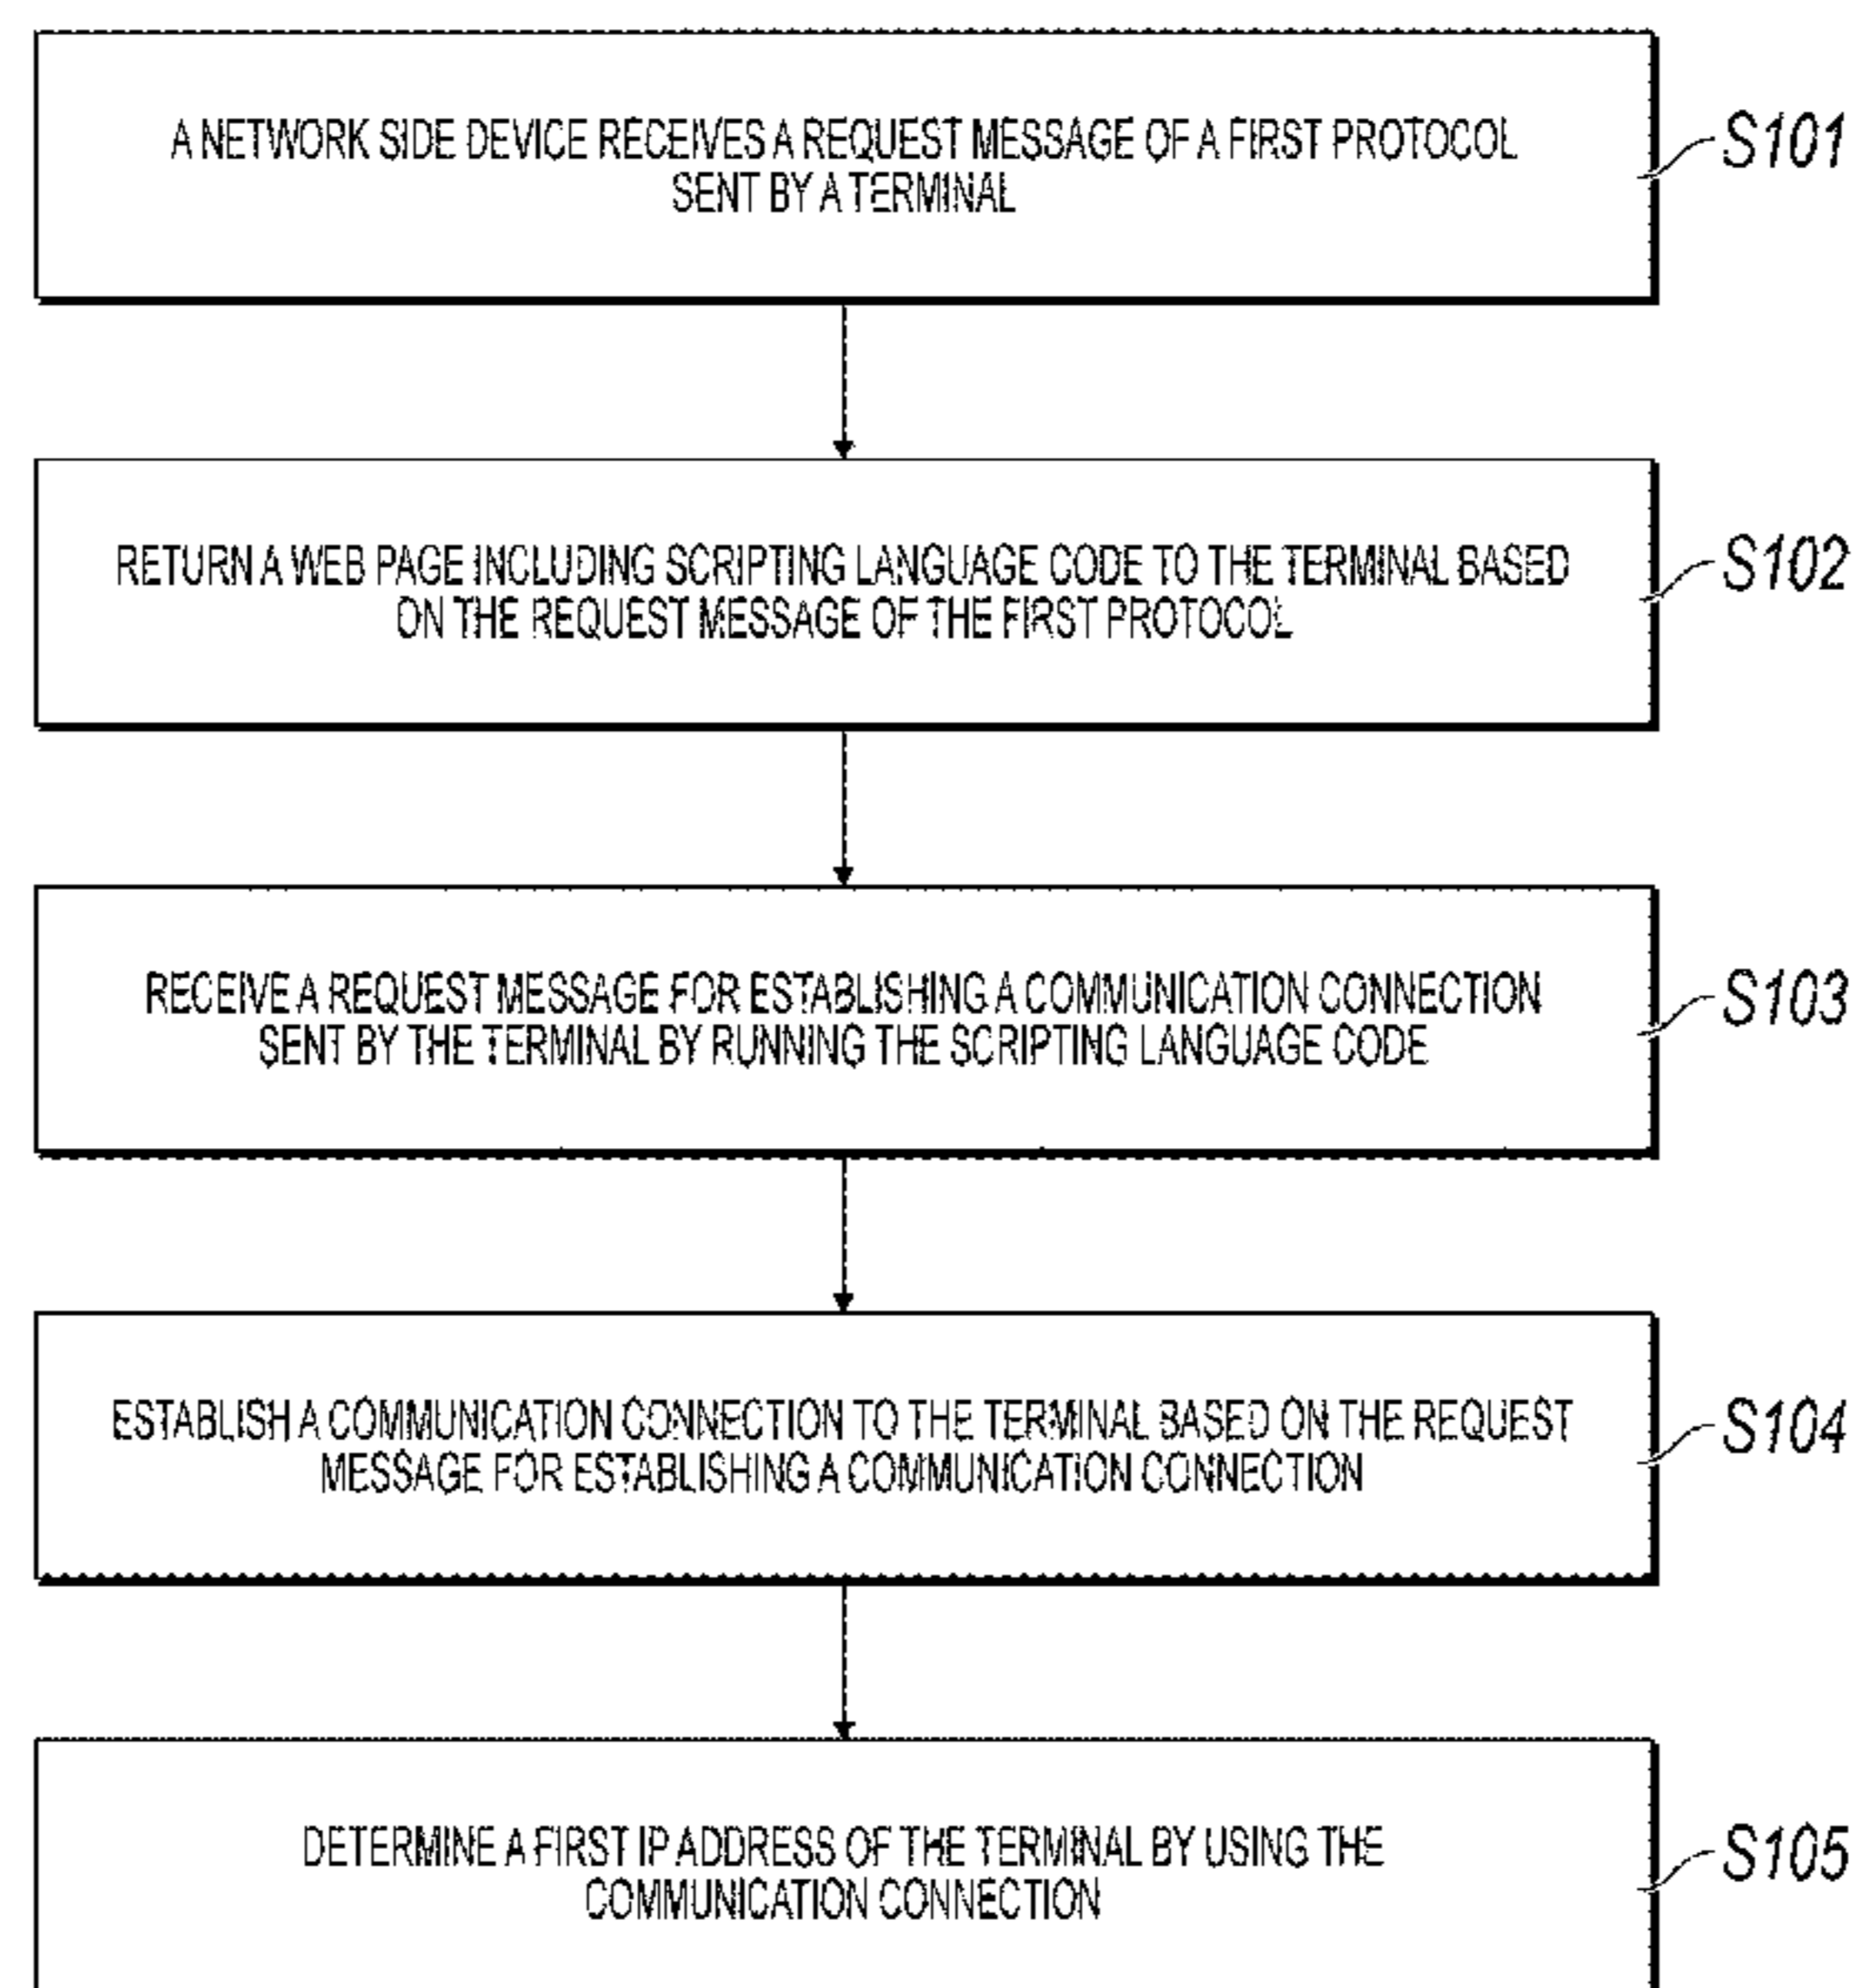 A NETWORK SIDE DEVICE RECEIVES A REQUEST MESSAGE OF A FIRST PROTOCOL
SENT BY A TERMINAL
S101
RETURN A WEB PAGE INCLUDING SCRIPTING LANGUAGE CODE TO THE TERMINAL BASED
ON THE REQUEST MESSAGE OF THE FIRST PROTOCOL
S102
RECEIVE A REQUEST MESSAGE FOR ESTABLISHING A COMMUNICATION CONNECTION
SENT BY THE TERMINAL BY RUNNING THE SCRIPTING LANGUAGE CODE
S103
ESTABLISH A COMMUNICATION CONNECTION TO THE TERMINAL BASED ON THE REQUEST
MESSAGE FOR ESTABLISHING A COMMUNICATION CONNECTION
S104
DETERMINE A FIRST IP ADDRESS OF THE TERMINAL BY USING THE
COMMUNICATION CONNECTION
S105